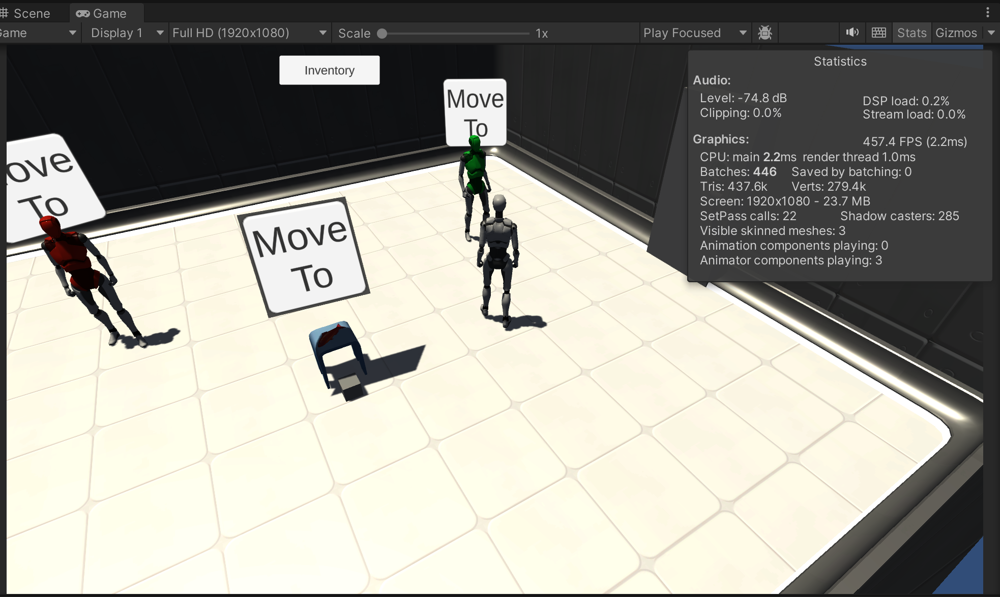 Scene
Game
Game
Display 1
Full HD (1920x1080)
Scale
1x
Play Focused
Stats
Gizmos
Inventory
Move
To
ove
To
Move
To
Statistics
Audio:
Level: -74.8 dB
DSP load: 0.2%
Clipping: 0.0%
Stream load: 0.0%
Graphics:
457.4 FPS (2.2ms)
CPU: main 2.2ms render thread 1.0ms
Batches: 446 Saved by batching: 0
Tris: 437.6k Verts: 279.4k
Screen: 1920x1080 - 23.7 MB
SetPass calls: 22 Shadow casters: 285
Visible skinned meshes: 3
Animation components playing: 0
Animator components playing: 3